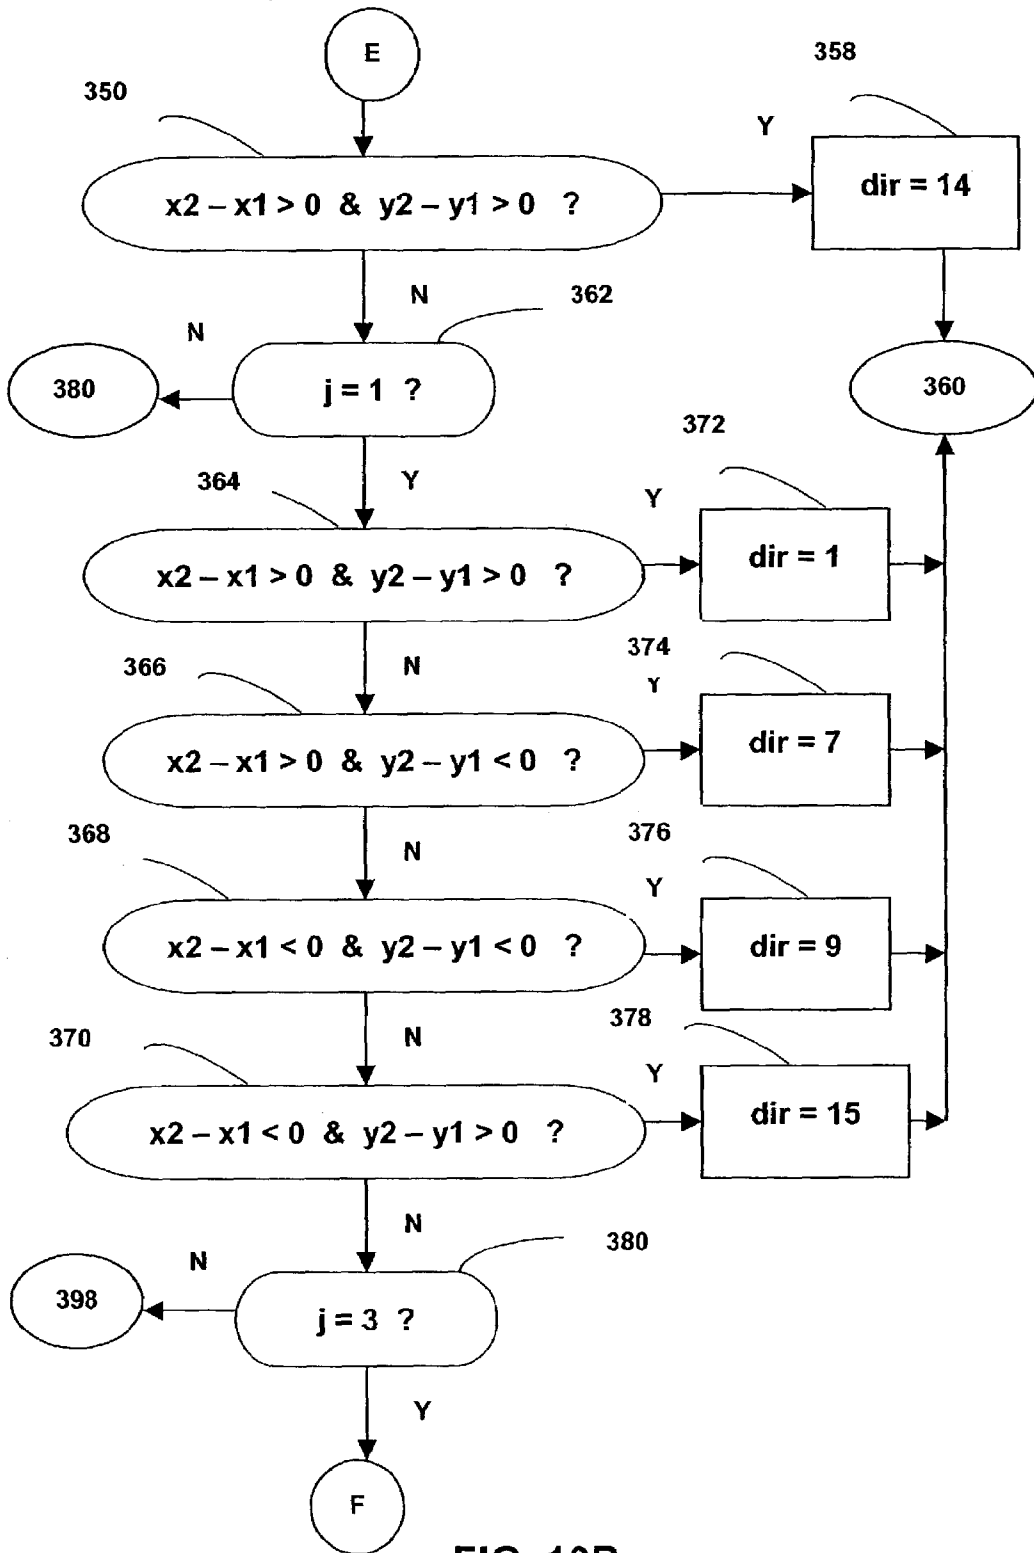 E
350
358
Y
x2 – x1 > 0 & y2 – y1 > 0 ?
dir = 14
N
362
N
380
j = 1 ?
360
372
364
Y
Y
x2 – x1 > 0 & y2 – y1 > 0 ?
dir = 1
366
N
374
Y
x2 – x1 > 0 & y2 – y1 < 0 ?
dir = 7
368
N
376
Y
x2 – x1 < 0 & y2 – y1 < 0 ?
dir = 9
370
N
378
Y
x2 – x1 < 0 & y2 – y1 > 0 ?
dir = 15
N
380
N
398
j = 3 ?
Y
F